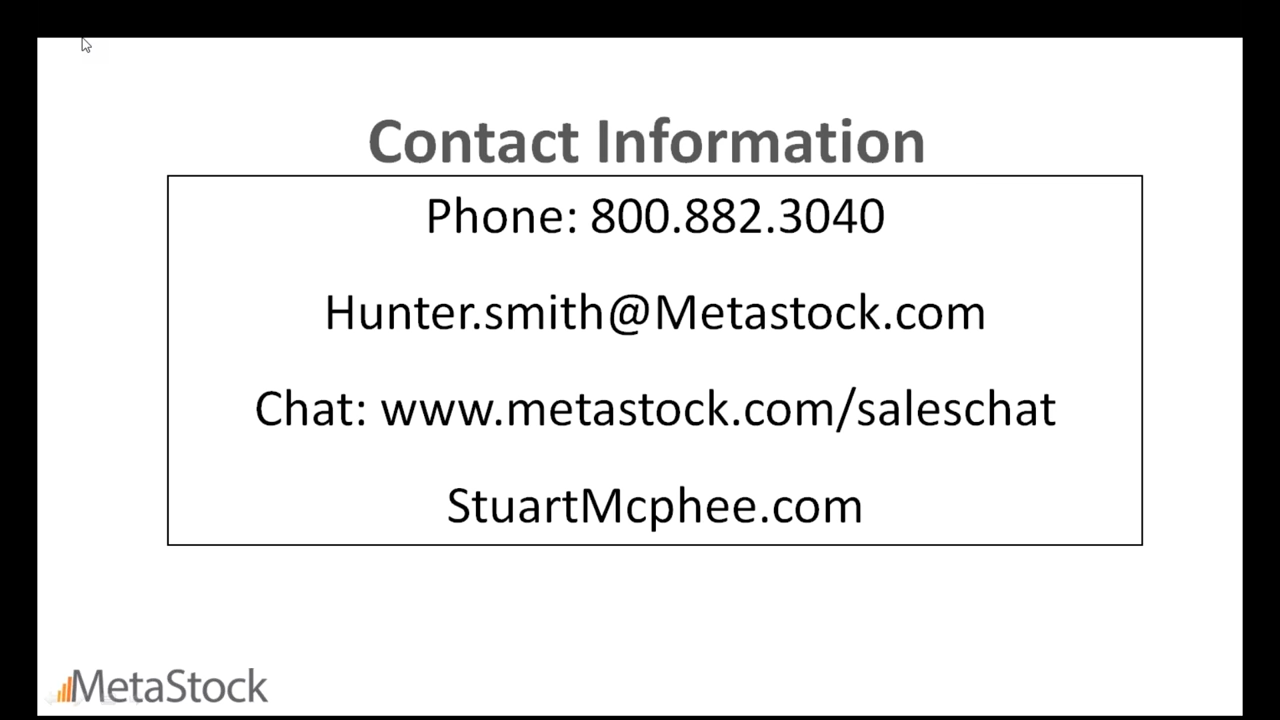 Contact Information
Phone: 800.882.3040
Hunter.smith@Metastock.com
Chat: www.metastock.com/saleschat
StuartMcphee.com
MetaStock